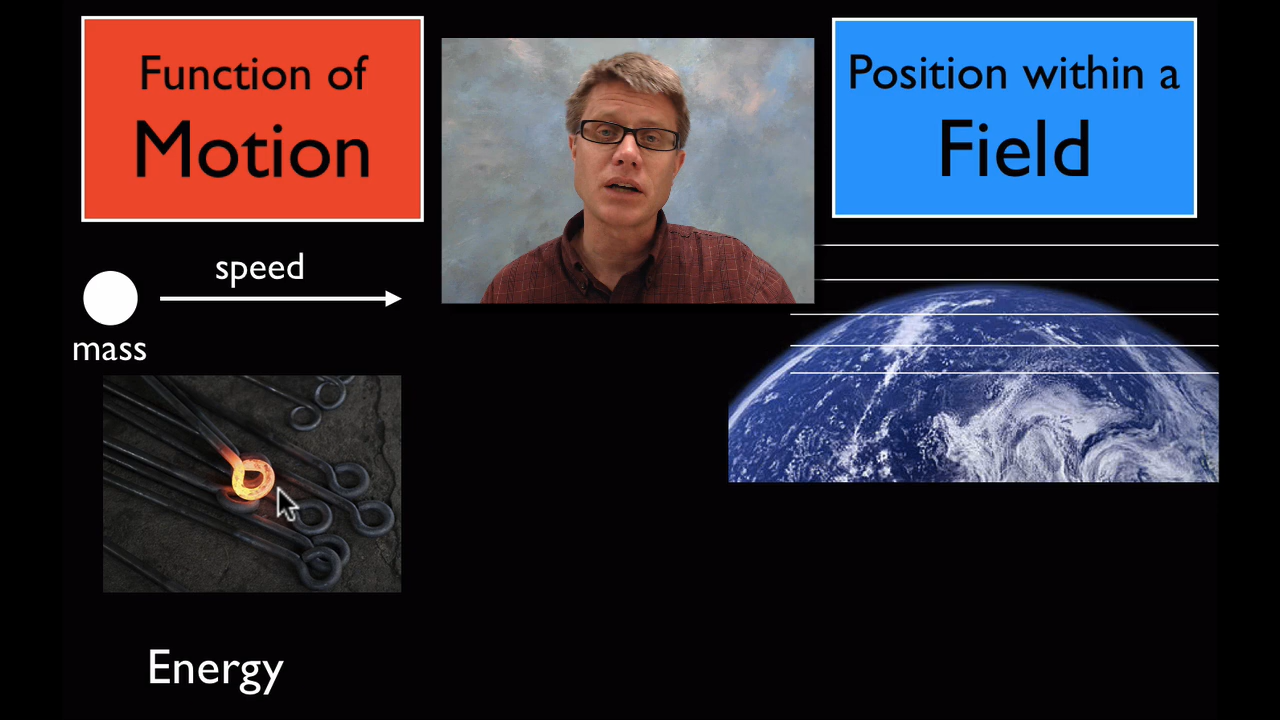 Function of
Motion
Position within a
Field
speed
mass
Energy